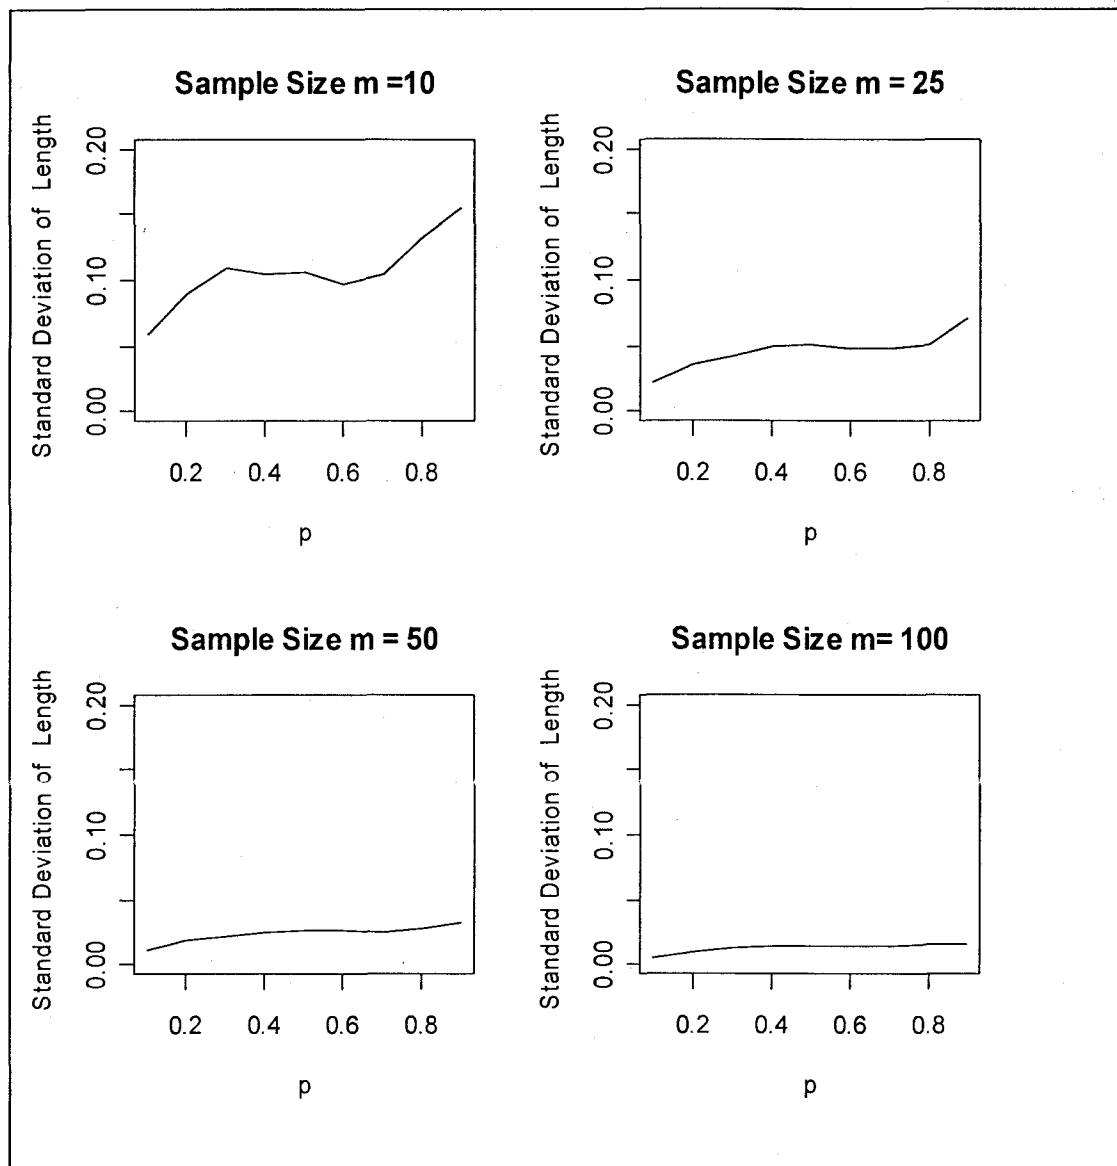 Sample Size m =10
Standard Deviation of Length
0.20
0.10
0.00
0.2 0.4 0.6 0.8
p
Sample Size m = 25
Standard Deviation of Length
0.20
0.10
0.00
0.2 0.4 0.6 0.8
p
Sample Size m = 50
Standard Deviation of Length
0.20
0.10
0.00
0.2 0.4 0.6 0.8
p
Sample Size m= 100
Standard Deviation of Length
0.20
0.10
0.00
0.2 0.4 0.6 0.8
p